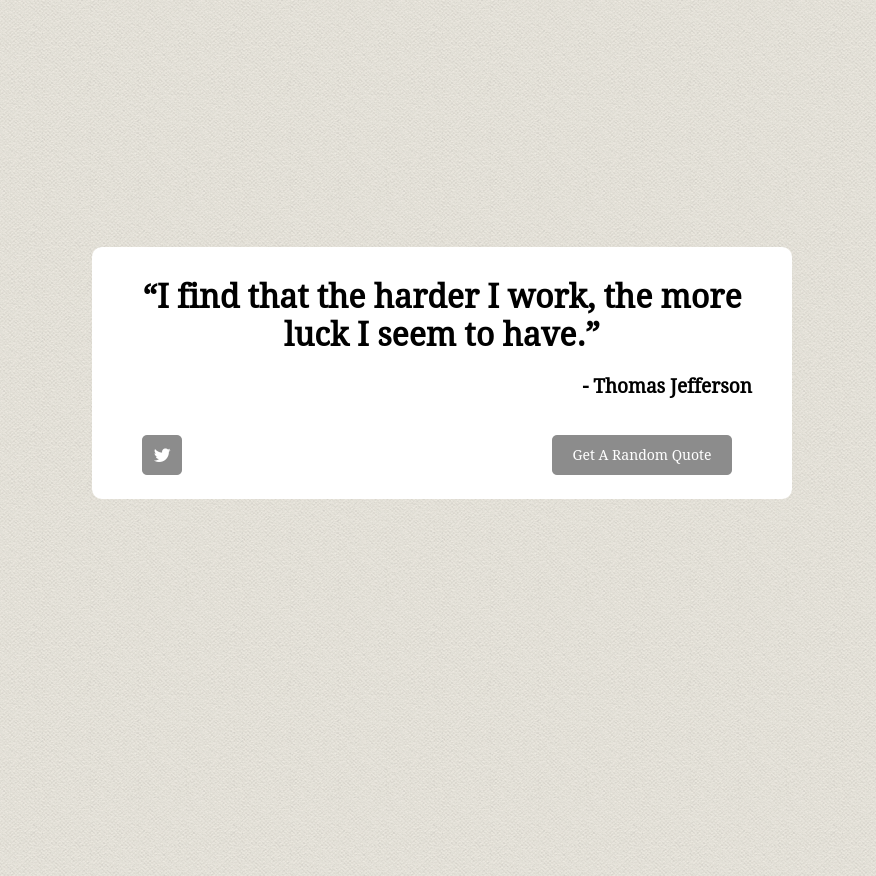 “I find that the harder I work, the more
luck I seem to have.”
- Thomas Jefferson
Get A Random Quote